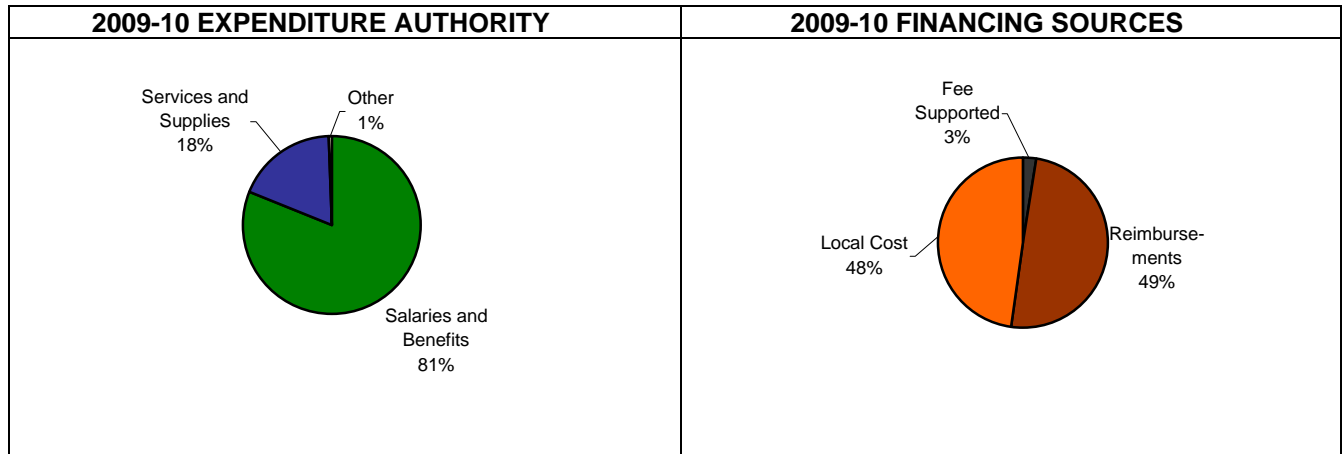 2009-10 EXPENDITURE AUTHORITY
Services and
Supplies
18%
Other
1%
Salaries and
Benefits
81%
2009-10 FINANCING SOURCES
Fee
Supported
3%
Local Cost
48%
Reimburse-
ments
49%